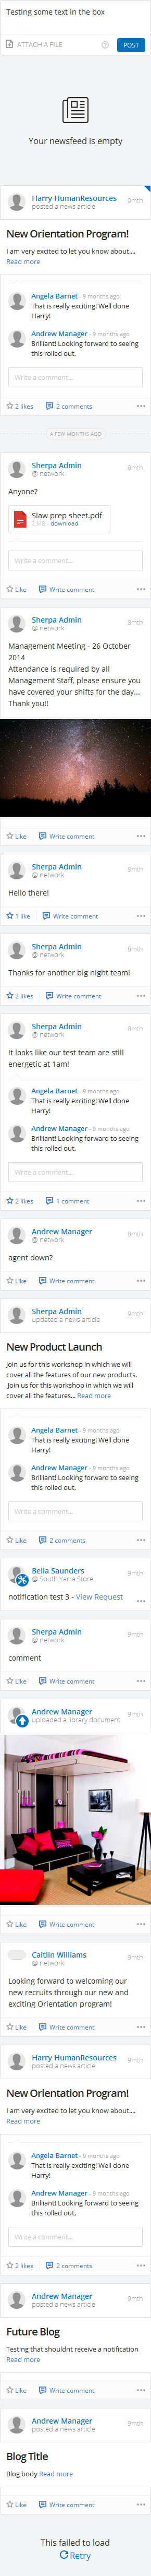 Testing some text in the box
ATTACH A FILE
POST
Your newsfeed is empty
Harry HumanResources
9mth
posted a news article
New Orientation Program!
I am very excited to let you know about....
Read more
Angela Barnet - 9 months ago
That is really exciting! Well done
Harry!
Andrew Manager - 9 months ago
Brilliant! Looking forward to seeing
this rolled out.
Write a comment...
2 likes
2 comments
A FEW MONTHS AGO
Sherpa Admin
9mth
@ network
Anyone?
Slaw prep sheet.pdf
2 MB - download
Write a comment...
Like
Write comment
Sherpa Admin
9mth
@ network
Management Meeting - 26 October
2014
Attendance is required by all
Management Staff, please ensure you
have covered your shifts for the day...
Thank you!!
Like
Write comment
Sherpa Admin
9mth
@ network
Hello there!
1 like
Write comment
Sherpa Admin
9mth
@ network
Thanks for another big night team!
2 likes
Write comment
Sherpa Admin
9mth
@ network
It looks like our test team are still
energetic at 1am!
Angela Barnet - 9 months ago
That is really exciting! Well done
Harry!
Andrew Manager - 9 months ago
Brilliant! Looking forward to seeing
this rolled out.
Write a comment...
2 likes
1 comment
Andrew Manager
9mth
@ network
agent down?
Like
Write comment
Sherpa Admin
9mth
updated a news article
New Product Launch
Join us for this workshop in which we will
cover all the features of our new products.
Join us for this workshop in which we will
cover all the features... Read more
Angela Barnet - 9 months ago
That is really exciting! Well done
Harry!
Andrew Manager - 9 months ago
Brilliant! Looking forward to seeing
this rolled out.
Write a comment...
Like
2 comments
Bella Saunders
9mth
@ South Yarra Store
notification test 3 - View Request
Sherpa Admin
9mth
@ network
comment
Like
Write comment
Andrew Manager
9mth
uploaded a library document
Like
Write comment
Caitlin Williams
9mth
@ network
Looking forward to welcoming our
new recruits through our new and
exciting Orientation program!
Like
Write comment
Harry HumanResources
9mth
posted a news article
New Orientation Program!
I am very excited to let you know about....
Read more
Angela Barnet - 9 months ago
That is really exciting! Well done
Harry!
Andrew Manager - 9 months ago
Brilliant! Looking forward to seeing
this rolled out.
Write a comment...
2 likes
2 comments
Andrew Manager
9mth
posted a news article
Future Blog
Testing that shouldnt receive a notification
Read more
Like
Write comment
Andrew Manager
9mth
posted a news article
Blog Title
Blog body Read more
Like
Write comment
This failed to load
Retry